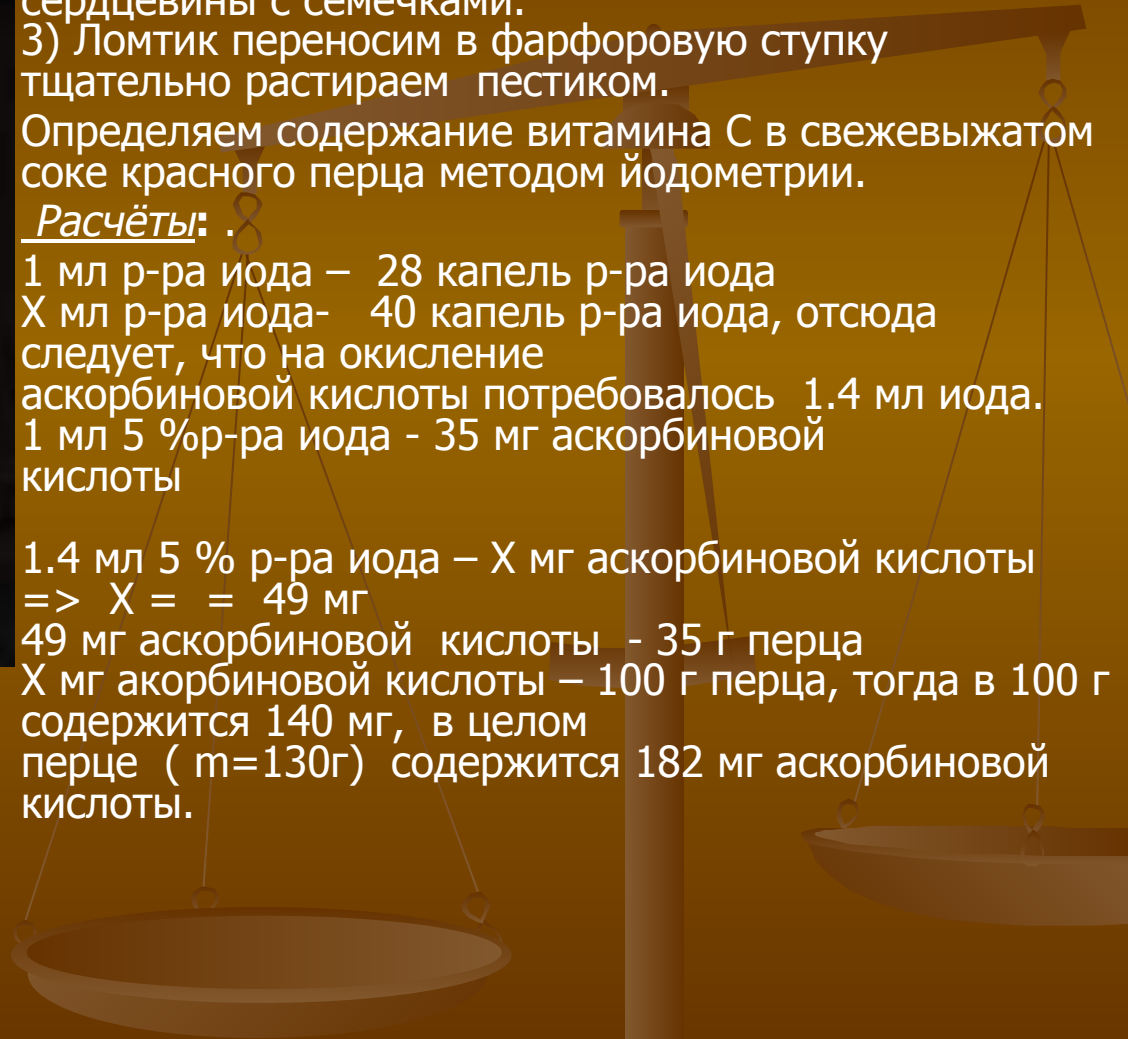 сердцевины с семечками.
3) Ломтик переносим в фарфоровую ступку
тщательно растираем  пестиком.
Определяем содержание витамина С в свежевыжатом
соке красного перца методом йодометрии.
Расчёты: .
1 мл р-ра иода –  28 капель р-ра иода
Х мл р-ра иода-   40 капель р-ра иода, отсюда
следует, что на окисление
аскорбиновой кислоты потребовалось  1.4 мл иода.
1 мл 5 %р-ра иода - 35 мг аскорбиновой
кислоты
1.4 мл 5 % р-ра иода – Х мг аскорбиновой кислоты
=>  Х =  =  49 мг
49 мг аскорбиновой  кислоты  - 35 г перца
Х мг акорбиновой кислоты – 100 г перца, тогда в 100 г
содержится 140 мг,  в целом
перце  ( m=130г)  содержится 182 мг аскорбиновой
кислоты.